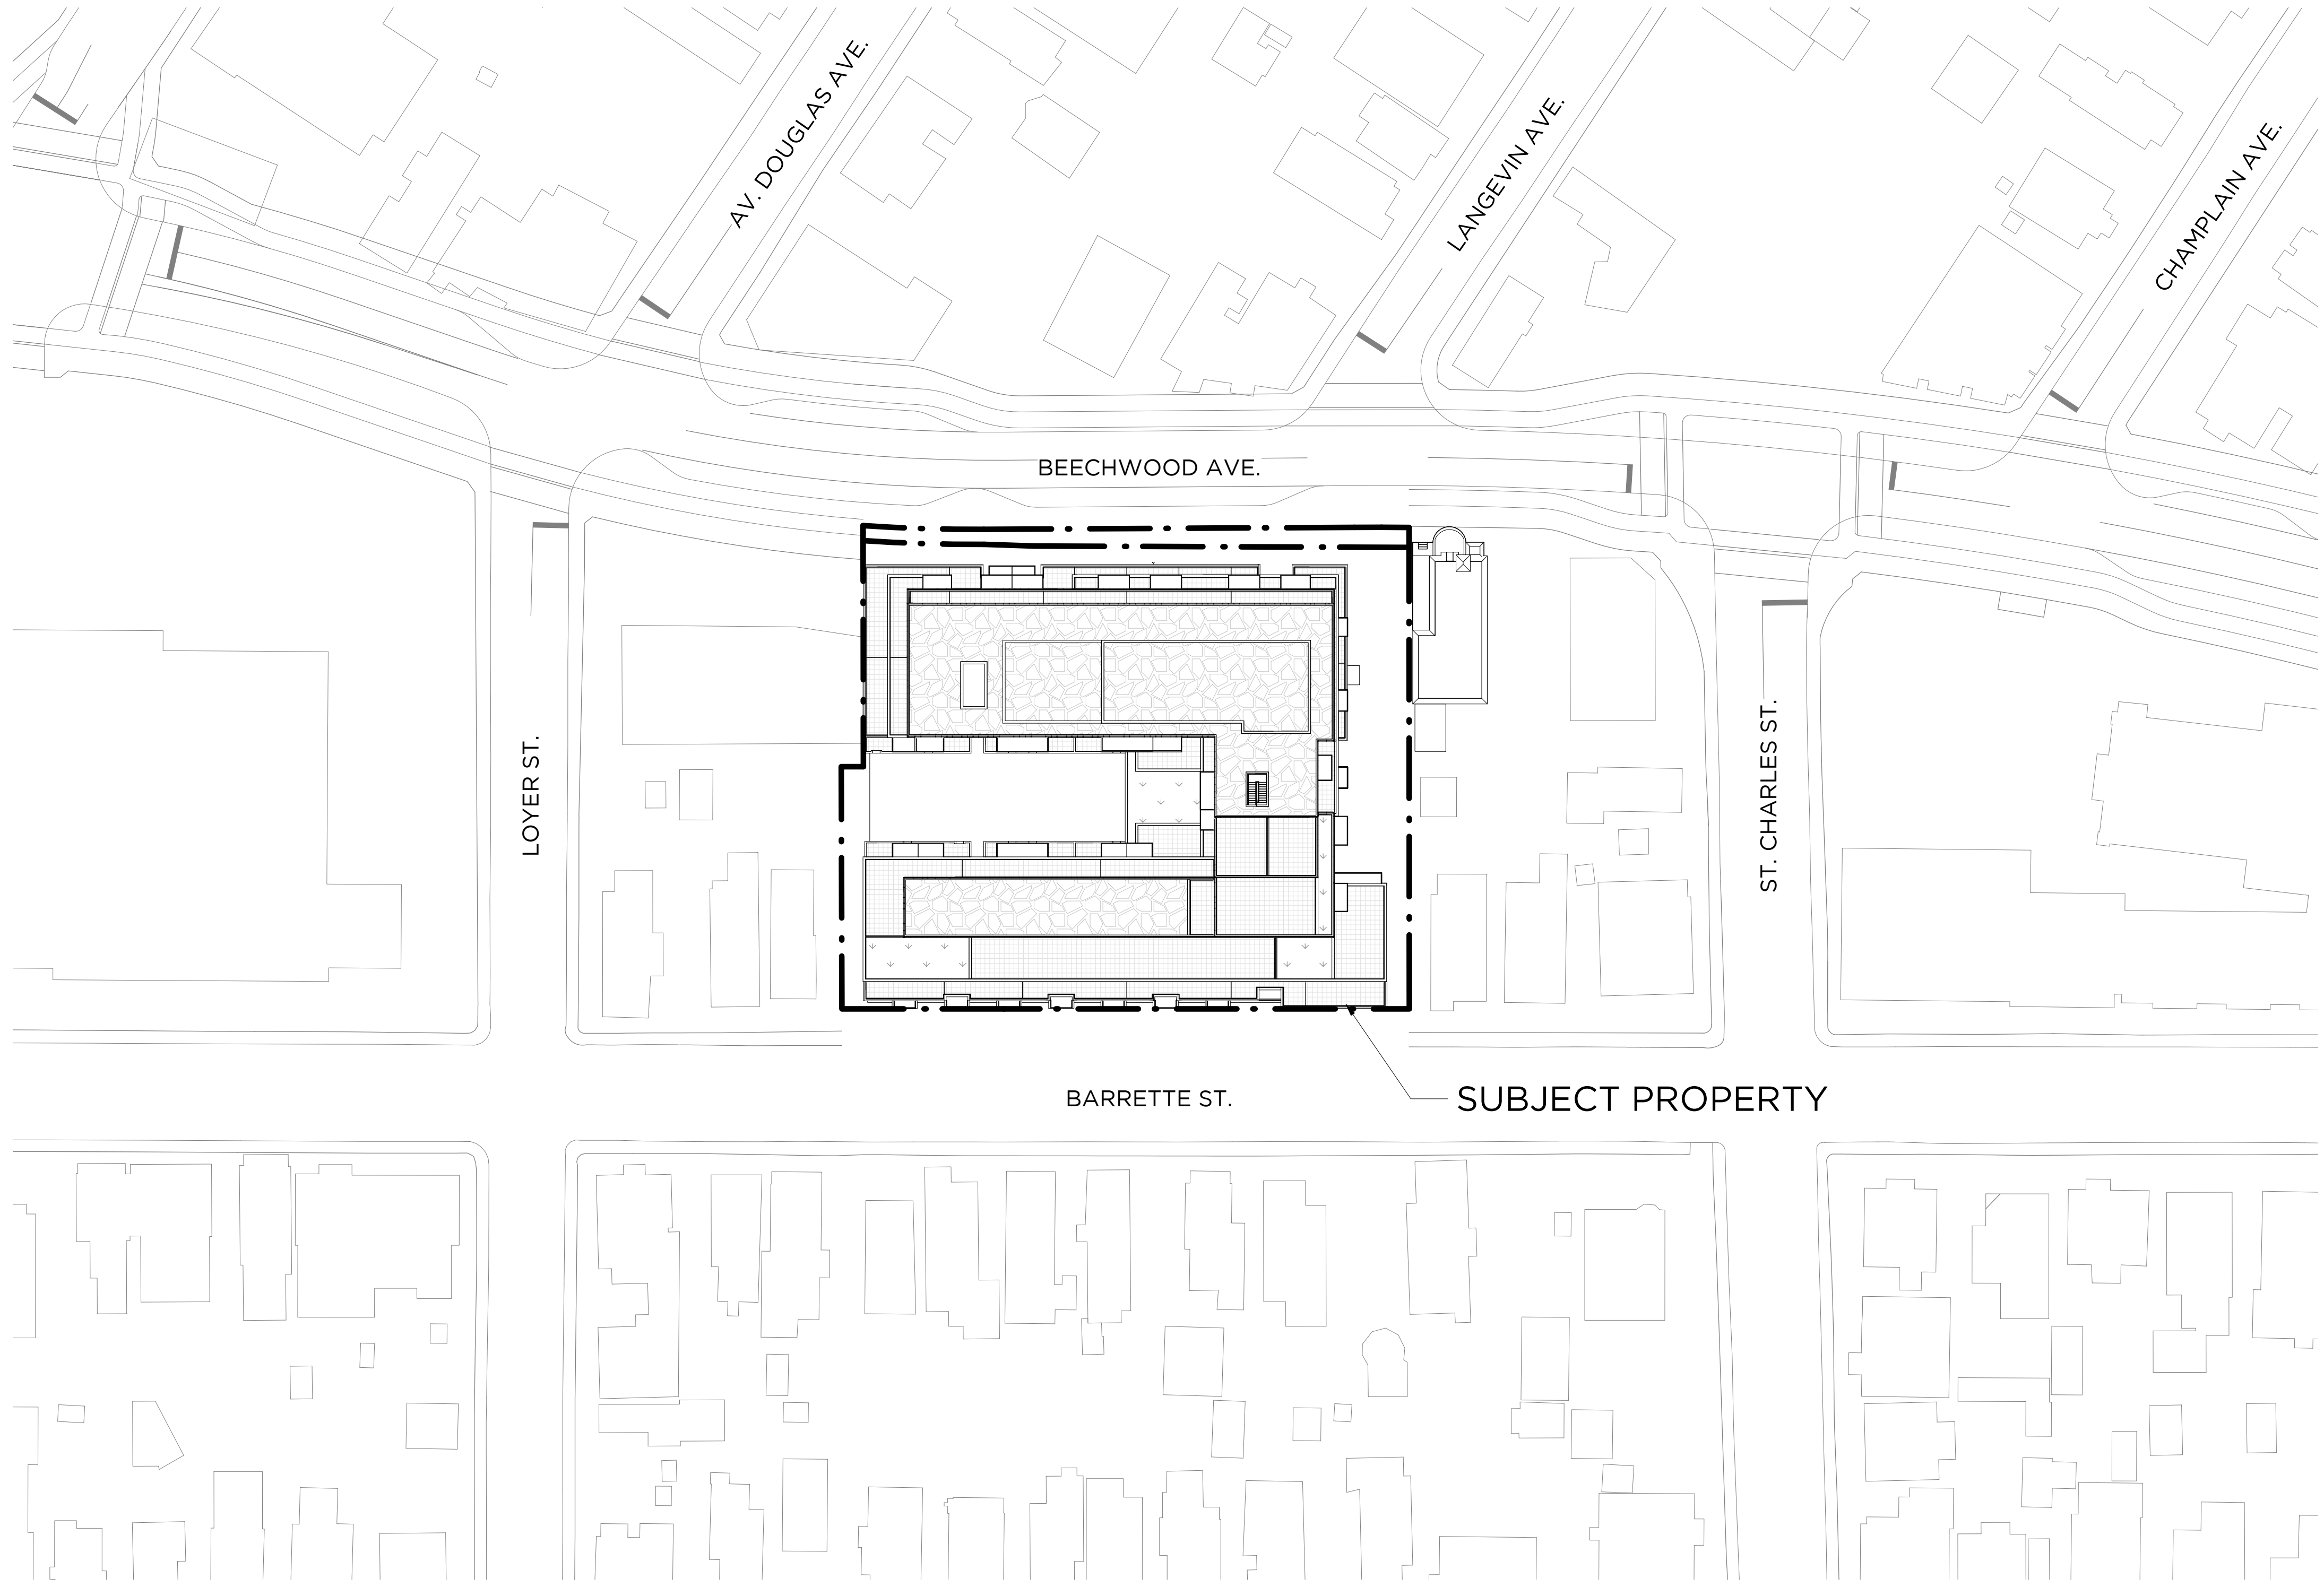 AV. DOUGLAS AVE.
LANGEVIN AVE.
CHAMPLAIN AVE.
BEECHWOOD AVE.
LOYER ST.
ST. CHARLES ST.
BARRETTE ST.
SUBJECT PROPERTY